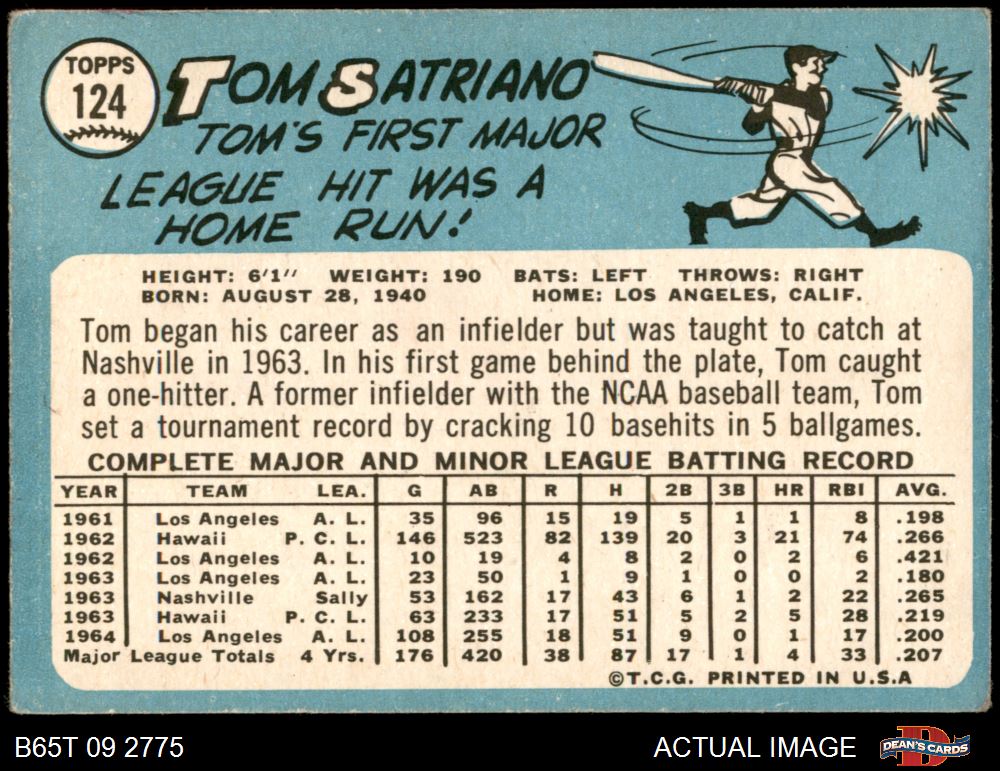 TOPPS
124
TOM SATRIANO
TOM'S FIRST MAJOR
LEAGUE HIT WAS A
HOME RUN!
HEIGHT: 6'1" WEIGHT: 190 BATS: LEFT THROWS: RIGHT
BORN: AUGUST 28, 1940 HOME: LOS ANGELES, CALIF.
Tom began his career as an infielder but was taught to catch at
Nashville in 1963. In his first game behind the plate, Tom caught
a one-hitter. A former infielder with the NCAA baseball team, Tom
set a tournament record by cracking 10 basehits in 5 ballgames.
COMPLETE MAJOR AND MINOR LEAGUE BATTING RECORD
YEAR TEAM LEA. G AB R H 2B 3B HR RBI AVG.
1961 Los Angeles A. L. 35 96 15 19 5 1 1 8 .198
1962 Hawaii P. C. L. 146 523 82 139 20 3 21 74 .266
1962 Los Angeles A. L. 10 19 4 8 2 0 2 6 .421
1963 Los Angeles A. L. 23 50 1 9 1 0 0 2 .180
1963 Nashville Sally 53 162 17 43 6 1 2 22 .265
1963 Hawaii P. C. L. 63 233 17 51 5 2 5 28 .219
1964 Los Angeles A. L. 108 255 18 51 9 0 1 17 .200
Major League Totals 4 Yrs. 176 420 38 87 17 1 4 33 .207
©T.C.G. PRINTED IN U.S.A
B65T 09 2775 ACTUAL IMAGE DEAN'S CARDS